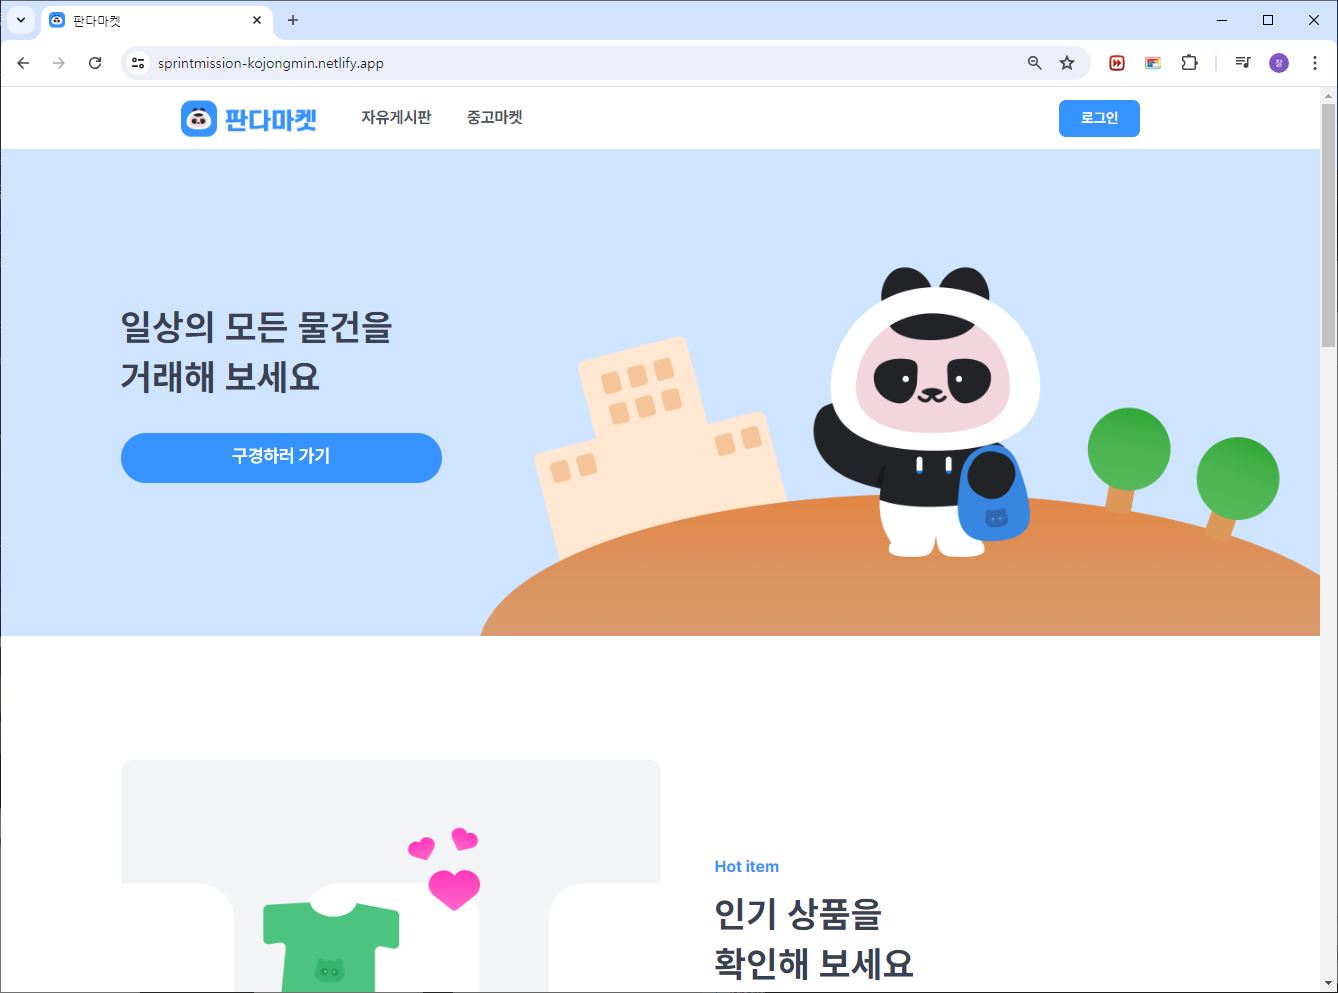 판다마켓
sprintmission-kojongmin.netlify.app
찰
판다마켓
자유게시판
중고마켓
로그인
일상의 모든 물건을
거래해 보세요
구경하러 가기
Hot item
인기 상품을
확인해 보세요